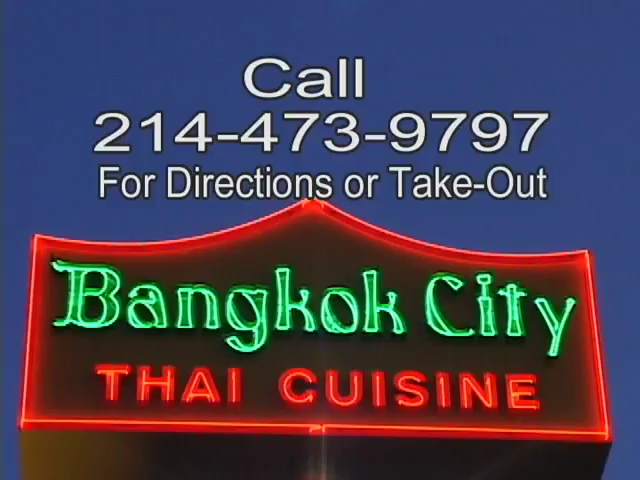 Call
214-473-9797
For Directions or Take-Out
Bangkok City
THAI CUISINE